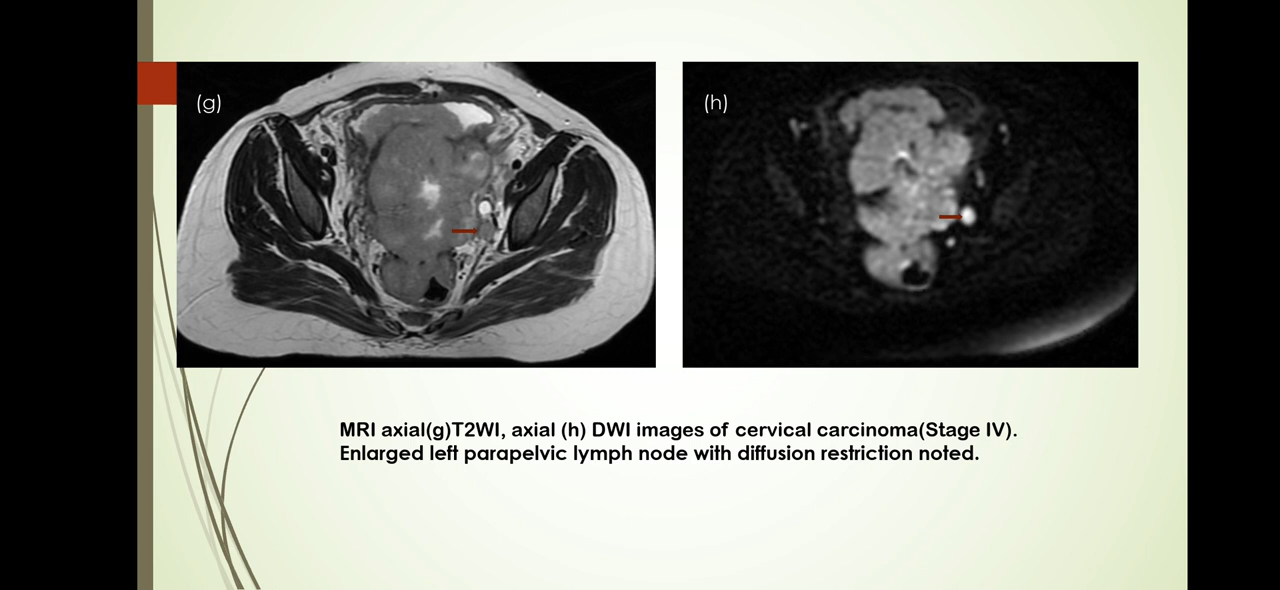 (g)
(h)
MRI axial(g)T2WI, axial (h) DWI images of cervical carcinoma(Stage IV).
Enlarged left parapelvic lymph node with diffusion restriction noted.